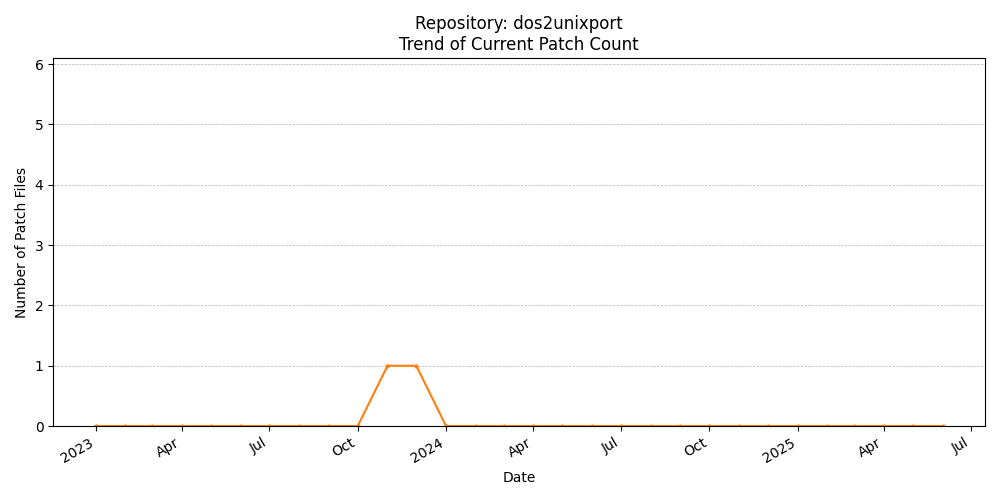 Repository: dos2unixport
Trend of Current Patch Count
6
5
4
3
2
1
0
Number of Patch Files
2023
Apr
Jul
Oct
2024
Apr
Jul
Oct
2025
Apr
Jul
Date